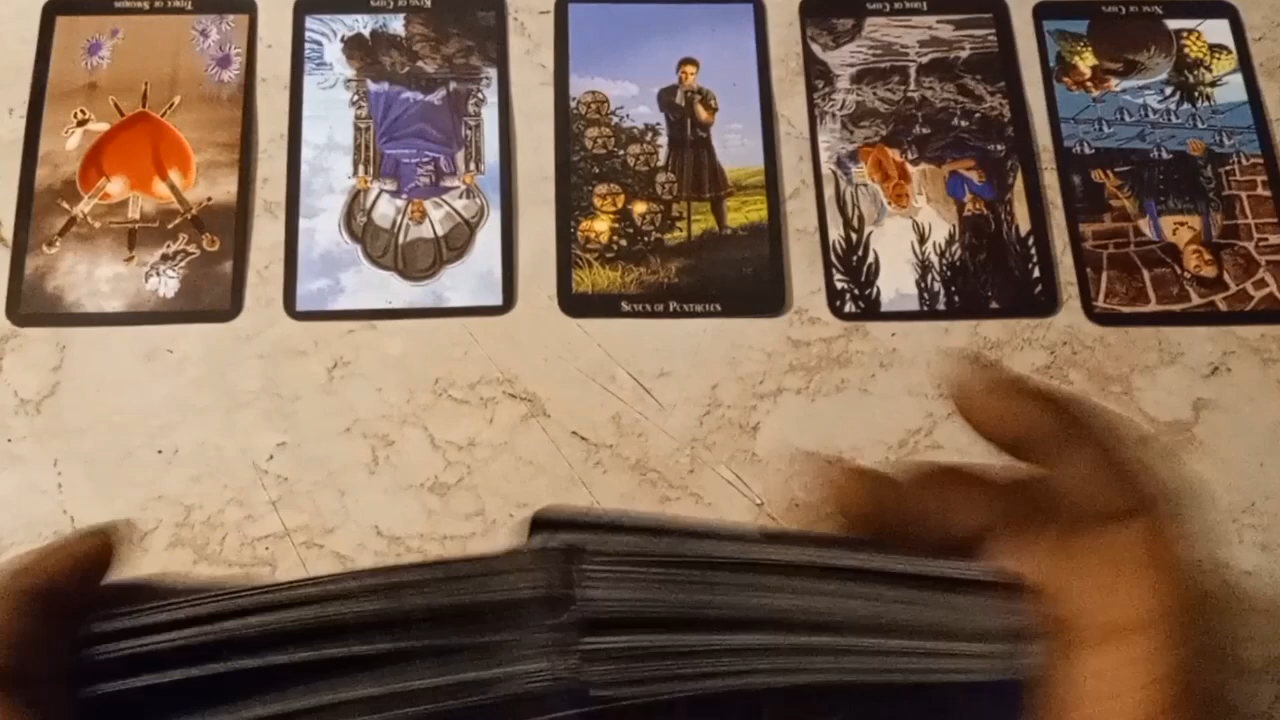 Three of Swords
King of Cups
Seven of Pentacles
Four of Cups
Nine of Cups